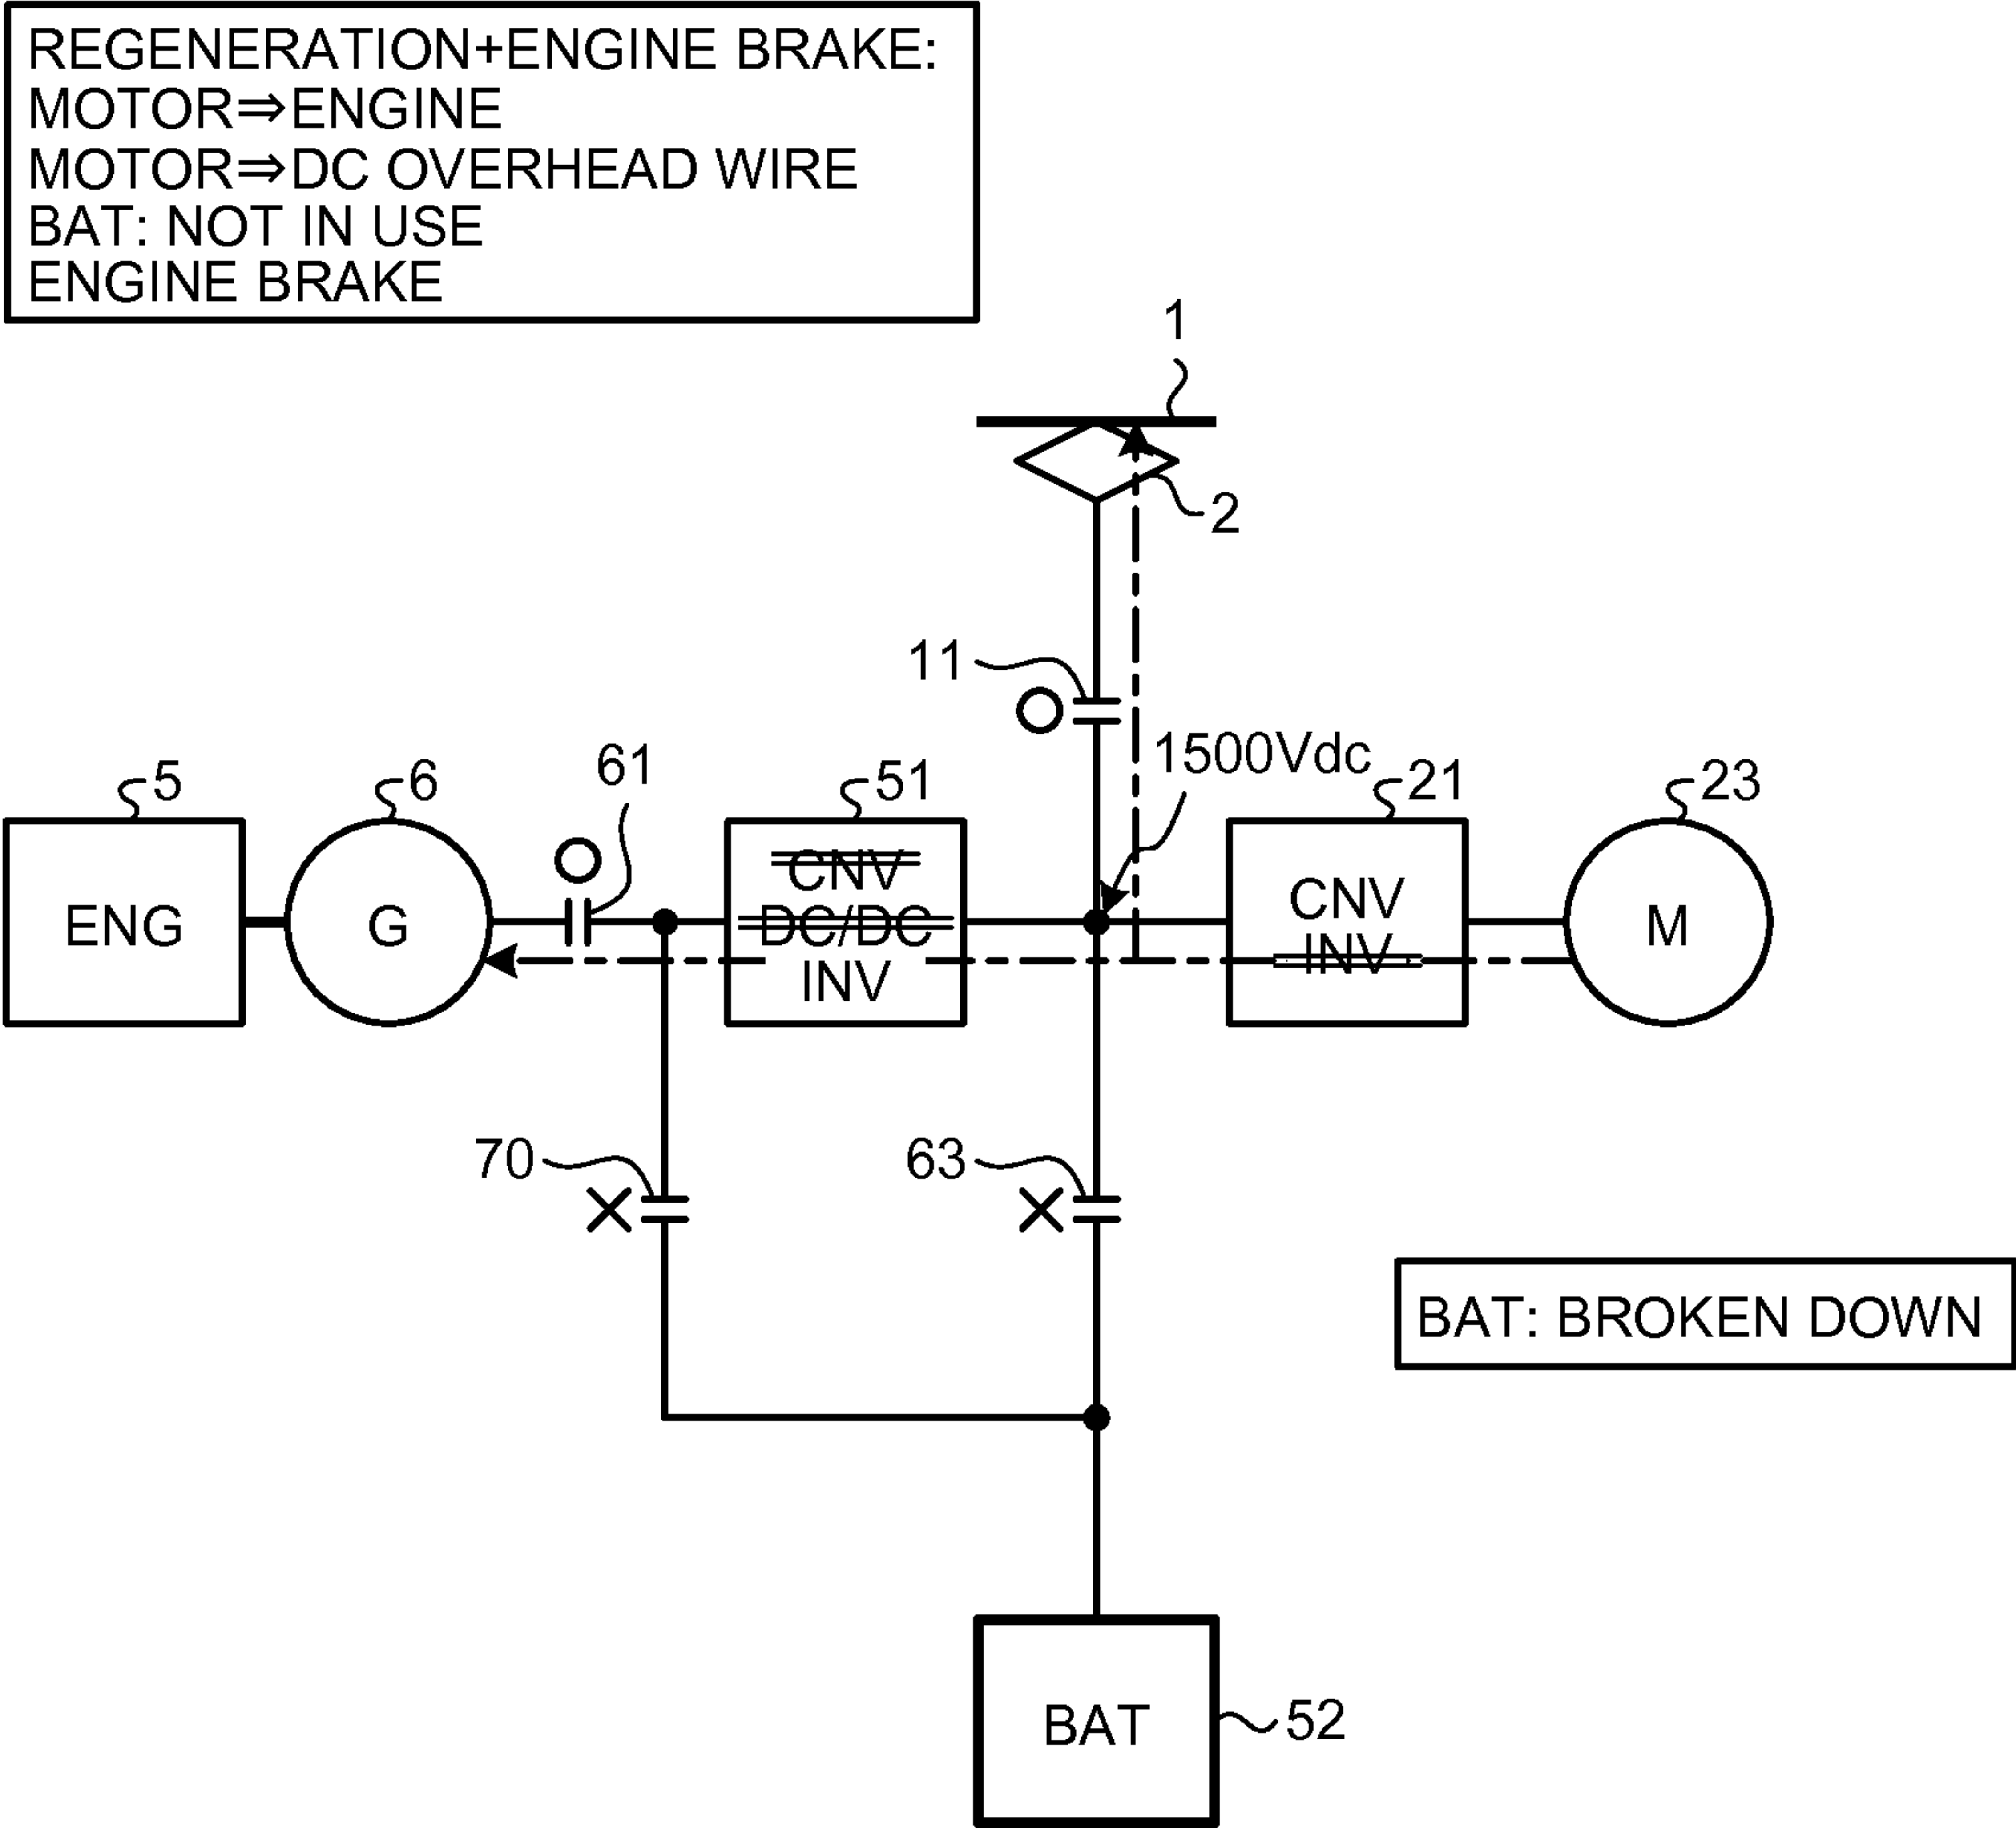 REGENERATION+ENGINE BRAKE:
MOTOR⇒ENGINE
MOTOR⇒DC OVERHEAD WIRE
BAT: NOT IN USE
ENGINE BRAKE
1
2
11
1500Vdc
61
5
6
51
21
23
ENG
G
CNV
DC/DC
INV
CNV
INV
M
70
63
BAT: BROKEN DOWN
BAT
52